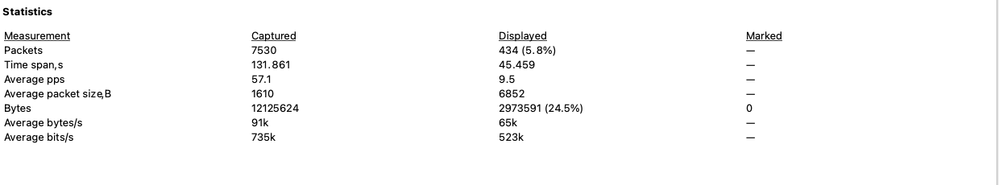 Statistics
Measurement Captured Displayed Marked
Packets 7530 434 (5.8%) —
Time span,s 131.861 45.459 —
Average pps 57.1 9.5 —
Average packet size,B 1610 6852 —
Bytes 12125624 2973591 (24.5%) 0
Average bytes/s 91k 65k —
Average bits/s 735k 523k —